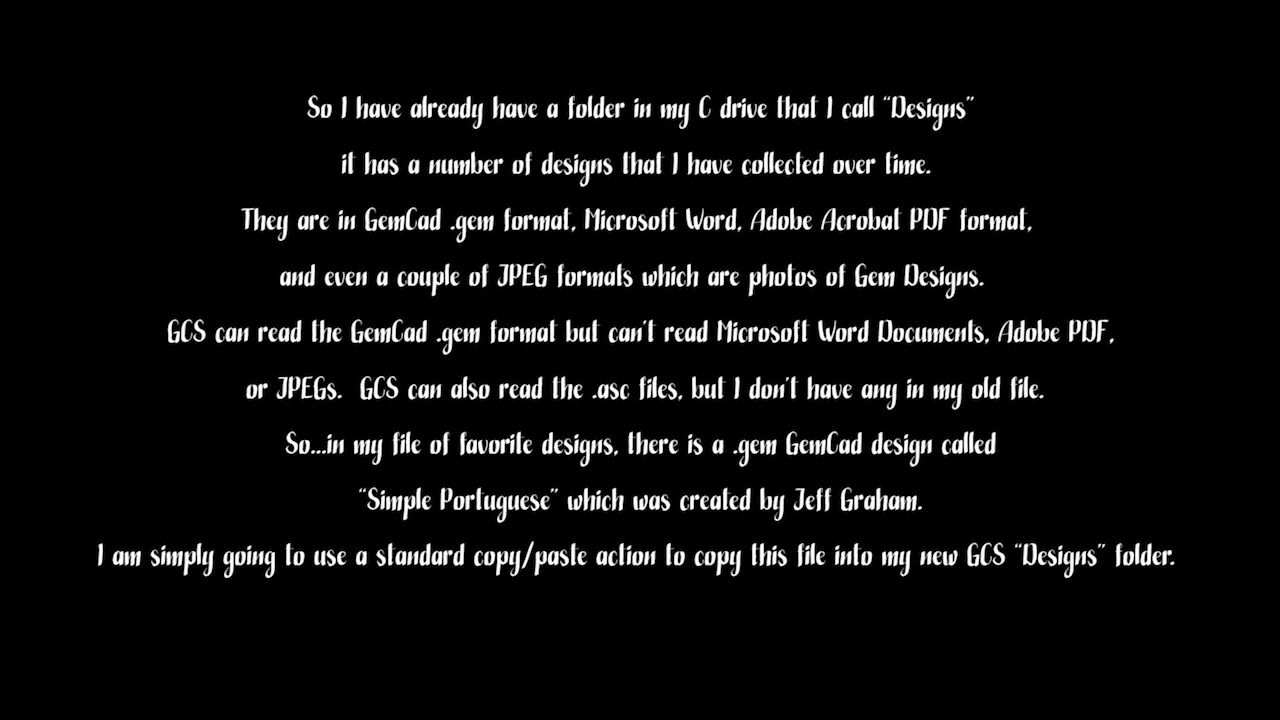 So I have already have a folder in my C drive that I call "Designs"
it has a number of designs that I have collected over time.
They are in GemCad .gem format, Microsoft Word, Adobe Acrobat PDF format,
and even a couple of JPEG formats which are photos of Gem Designs.
GCS can read the GemCad .gem format but can't read Microsoft Word Documents, Adobe PDF,
or JPEGs.  GCS can also read the .asc files, but I don't have any in my old file.
So...in my file of favorite designs, there is a .gem GemCad design called
"Simple Portuguese" which was created by Jeff Graham.
I am simply going to use a standard copy/paste action to copy this file into my new GCS "Designs" folder.